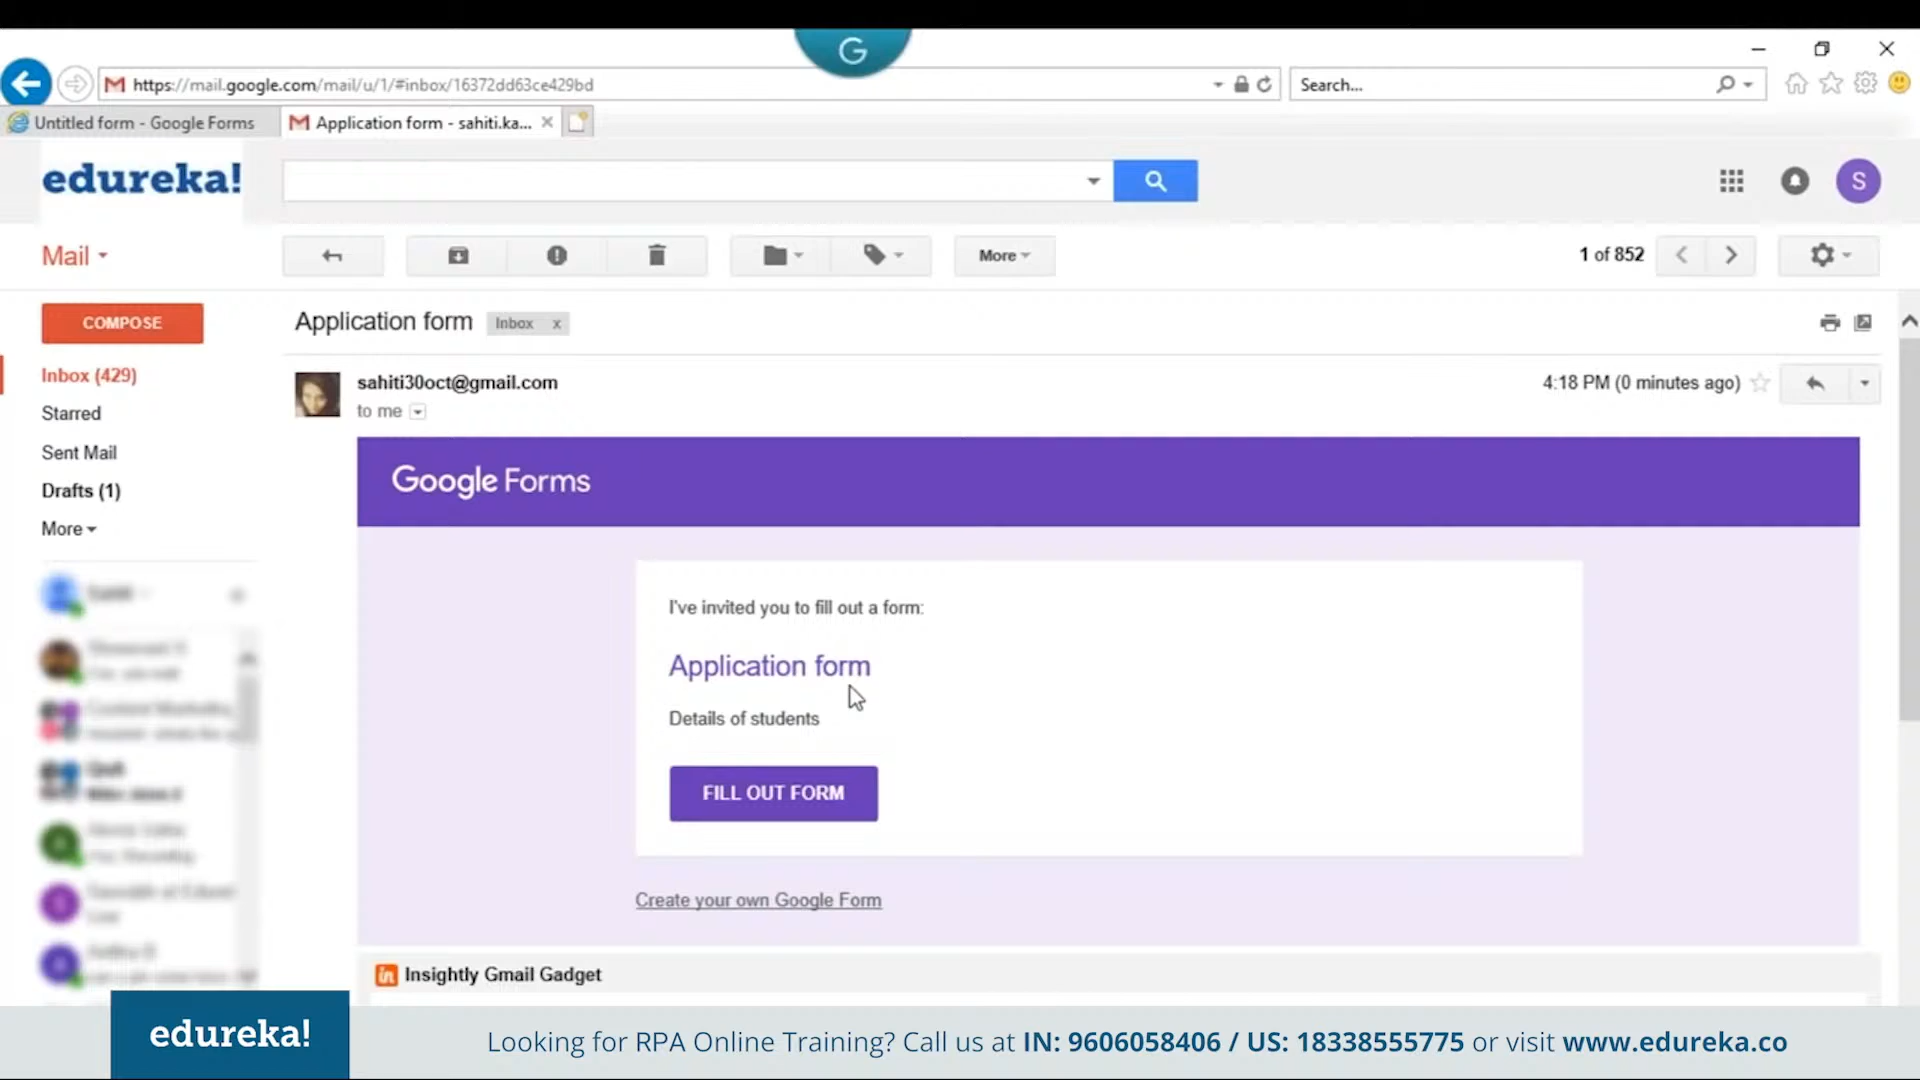 G
https://mail.google.com/mail/u/1/#inbox/16372dd63ce429bd
Search...
Untitled form - Google Forms
Application form - sahiti.ka...
edureka!
S
Mail
More
1 of 852
COMPOSE
Application form
Inbox x
Inbox (429)
sahiti30oct@gmail.com
4:18 PM (0 minutes ago)
to me
Starred
Sent Mail
Drafts (1)
More
Google Forms
I've invited you to fill out a form:
Application form
Details of students
FILL OUT FORM
Create your own Google Form
in Insightly Gmail Gadget
edureka!
Looking for RPA Online Training? Call us at IN: 9606058406 / US: 18338555775 or visit www.edureka.co